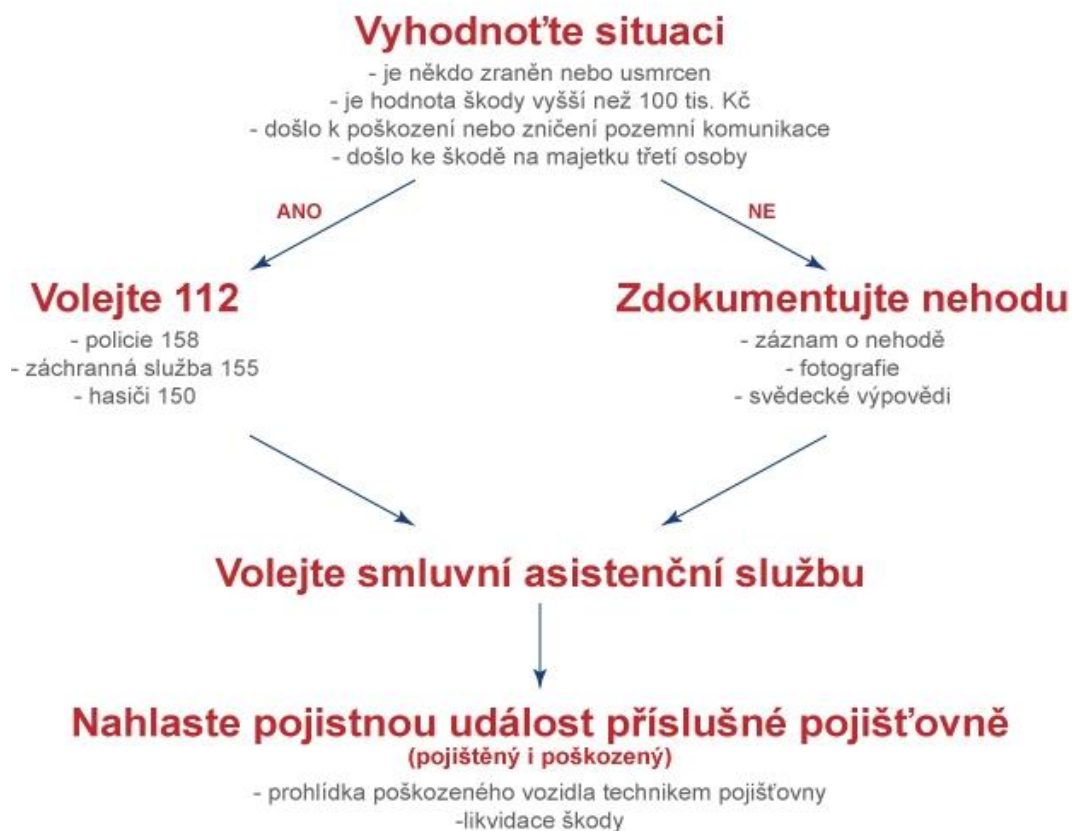 Vyhodnoťte situaci
- je někdo zraněn nebo usmrcen
- je hodnota škody vyšší než 100 tis. Kč
- došlo k poškození nebo zničení pozemní komunikace
- došlo ke škodě na majetku třetí osoby
ANO
NE
Volejte 112
- policie 158
- záchranná služba 155
- hasiči 150
Zdokumentujte nehodu
- záznam o nehodě
- fotografie
- svědecké výpovědi
Volejte smluvní asistenční službu
Nahlaste pojistnou událost příslušné pojišťovně
(pojištěný i poškozený)
- prohlídka poškozeného vozidla technikem pojišťovny
-likvidace škody